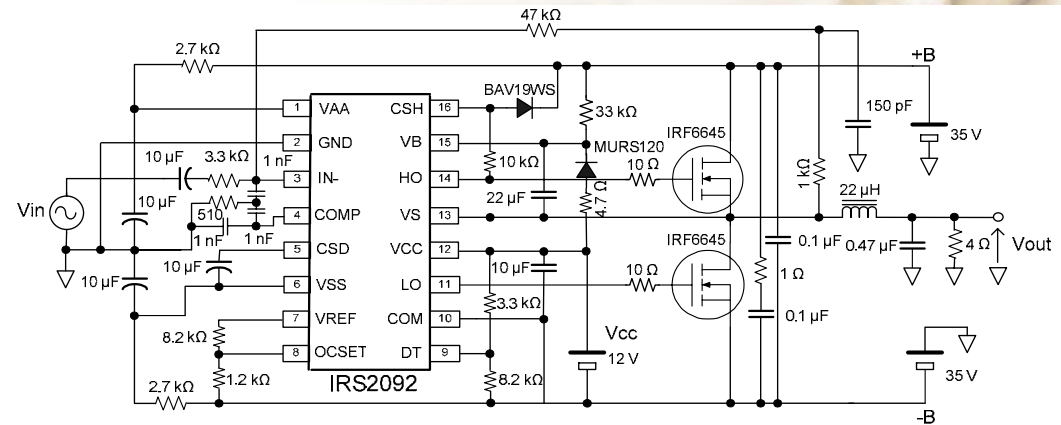 47 kΩ
2.7 kΩ
+B
BAV19WS
150 pF
35 V
1 VAA CSH 16
33 kΩ
IRF6645
2 GND VB 15
MURS120
10 µF 3.3 kΩ 1 nF
10 kΩ
10 Ω
1 kΩ
22 µH
3 IN- HO 14
22 µF
4.7 Ω
Vin
10 µF
510
4 COMP VS 13
IRF6645
1 nF 1 nF
5 CSD VCC 12
0.1 µF
0.47 µF
4 Ω
Vout
10 µF
10 µF
10 µF
10 Ω
1 Ω
6 VSS LO 11
3.3 kΩ
7 VREF COM 10
0.1 µF
8.2 kΩ
Vcc
8 OCSET DT 9
12 V
35 V
1.2 kΩ
IRS2092
8.2 kΩ
2.7 kΩ
-B